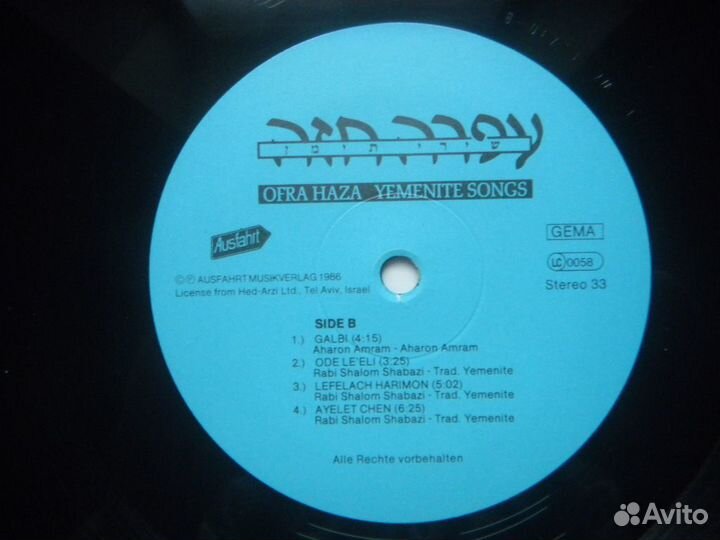 עפרה חזה
שירי תימן
OFRA HAZA YEMENITE SONGS
Ausfahrt
GEMA
LC 0058
Stereo 33
© ℗ AUSFAHRT MUSIKVERLAG 1986
License from Hed-Arzi Ltd., Tel Aviv, Israel
SIDE B
1.) GALBI (4:15)
Aharon Amram - Aharon Amram
2.) ODE LE'ELI (3:25)
Rabi Shalom Shabazi - Trad. Yemenite
3.) LEFELACH HARIMON (5:02)
Rabi Shalom Shabazi - Trad. Yemenite
4.) AYELET CHEN (6:25)
Rabi Shalom Shabazi - Trad. Yemenite
Alle Rechte vorbehalten
Avito